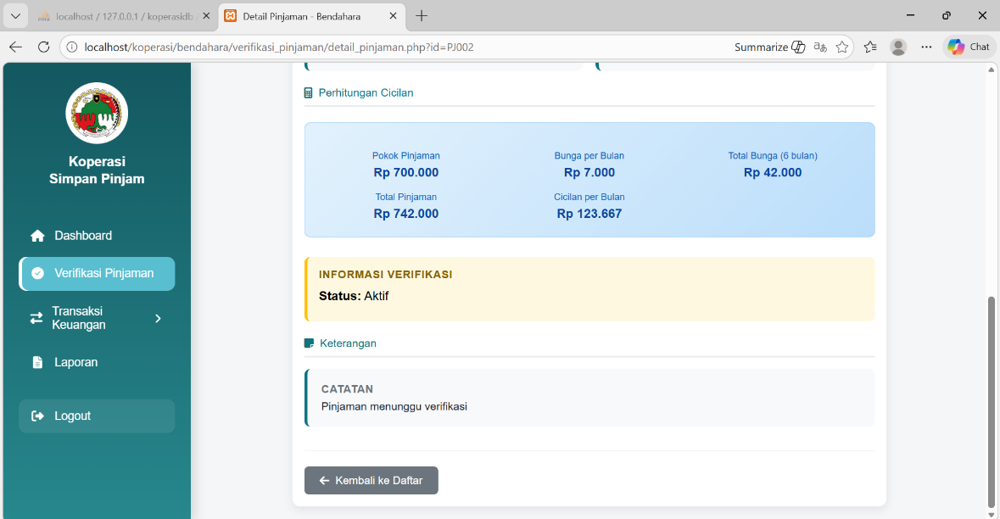 localhost / 127.0.0.1 / koperasidb
Detail Pinjaman - Bendahara
localhost/koperasi/bendahara/verifikasi_pinjaman/detail_pinjaman.php?id=PJ002
Summarize
Chat
Koperasi
Simpan Pinjam
Dashboard
Verifikasi Pinjaman
Transaksi
Keuangan
Laporan
Logout
Perhitungan Cicilan
Pokok Pinjaman
Bunga per Bulan
Total Bunga (6 bulan)
Rp 700.000
Rp 7.000
Rp 42.000
Total Pinjaman
Cicilan per Bulan
Rp 742.000
Rp 123.667
INFORMASI VERIFIKASI
Status: Aktif
Keterangan
CATATAN
Pinjaman menunggu verifikasi
Kembali ke Daftar